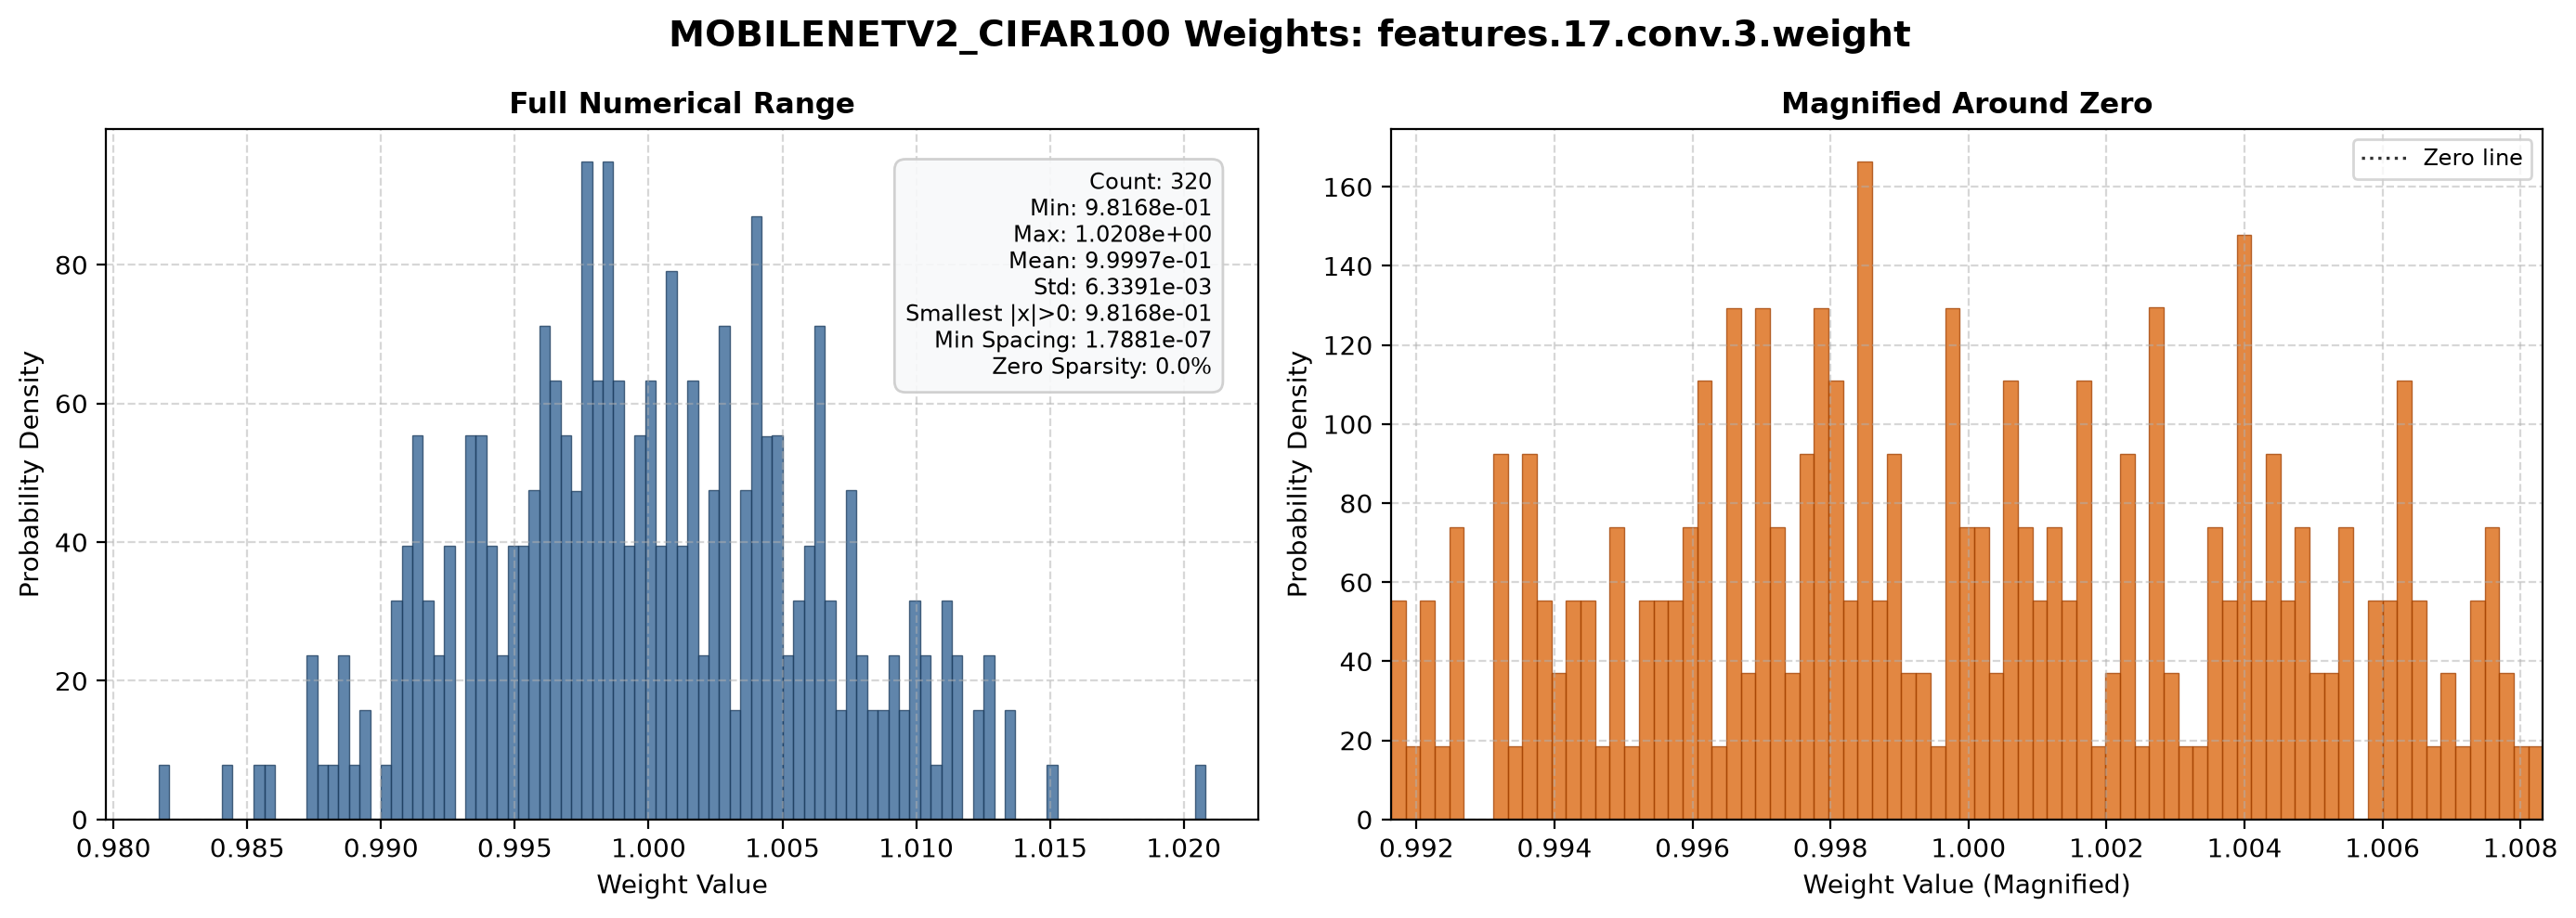 MOBILENETV2_CIFAR100 Weights: features.17.conv.3.weight
Full Numerical Range
Probability Density
80
60
40
20
0
Count: 320
Min: 9.8168e-01
Max: 1.0208e+00
Mean: 9.9997e-01
Std: 6.3391e-03
Smallest |x|>0: 9.8168e-01
Min Spacing: 1.7881e-07
Zero Sparsity: 0.0%
0.980 0.985 0.990 0.995 1.000 1.005 1.010 1.015 1.020
Weight Value
Magnified Around Zero
Probability Density
160
140
120
100
80
60
40
20
0
Zero line
0.992 0.994 0.996 0.998 1.000 1.002 1.004 1.006 1.008
Weight Value (Magnified)